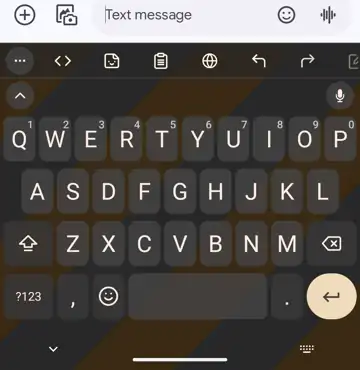 Text message
1 2 3 4 5 6 7 8 9 0
Q W E R T Y U I O P
A S D F G H J K L
Z X C V B N M
?123 , .